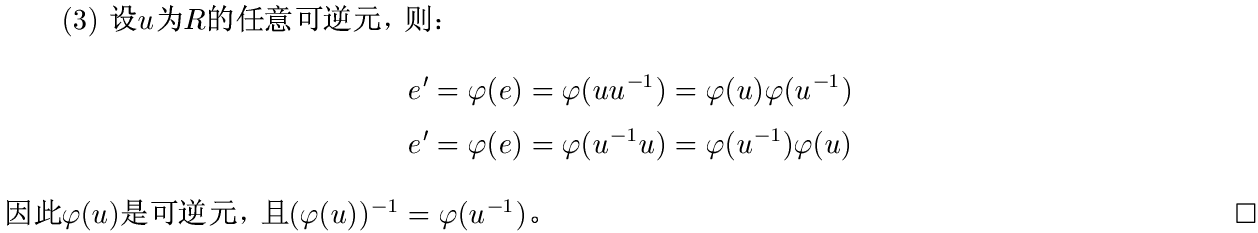 (3) 设u为R的任意可逆元，则：
e′ = φ(e) = φ(uu⁻¹) = φ(u)φ(u⁻¹)
e′ = φ(e) = φ(u⁻¹u) = φ(u⁻¹)φ(u)
因此φ(u)是可逆元，且(φ(u))⁻¹ = φ(u⁻¹)。 □